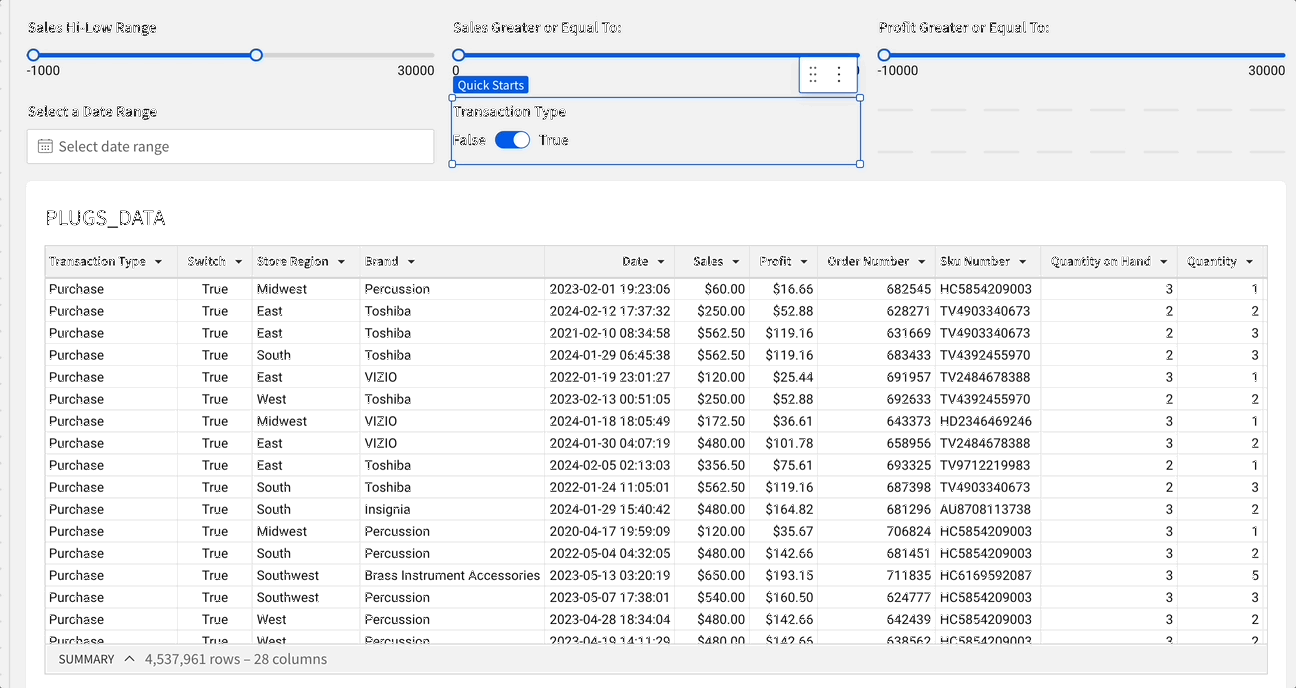 Sales Hi-Low Range Sales Greater or Equal To: Profit Greater or Equal To:
-1000 30000 0 -10000 30000
Quick Starts
Select a Date Range Transaction Type
Select date range False True
PLUGS_DATA
Transaction Type Switch Store Region Brand Date Sales Profit Order Number Sku Number Quantity on Hand Quantity
Purchase True Midwest Percussion 2023-02-01 19:23:06 $60.00 $16.66 682545 HC5854209003 3 1
Purchase True East Toshiba 2024-02-12 17:37:32 $250.00 $52.88 628271 TV4903340673 2 2
Purchase True East Toshiba 2021-02-10 08:34:58 $562.50 $119.16 631669 TV4903340673 2 3
Purchase True South Toshiba 2024-01-29 06:45:38 $562.50 $119.16 683433 TV4392455970 2 3
Purchase True East VIZIO 2022-01-19 23:01:27 $120.00 $25.44 691957 TV2484678388 3 1
Purchase True West Toshiba 2023-02-13 00:51:05 $250.00 $52.88 692633 TV4392455970 2 2
Purchase True Midwest VIZIO 2024-01-18 18:05:49 $172.50 $36.61 643373 HD2346469246 3 1
Purchase True East VIZIO 2024-01-30 04:07:19 $480.00 $101.78 658956 TV2484678388 3 2
Purchase True East Toshiba 2024-02-05 02:13:03 $356.50 $75.61 693325 TV9712219983 2 1
Purchase True South Toshiba 2022-01-24 11:05:01 $562.50 $119.16 687398 TV4903340673 2 3
Purchase True South insignia 2024-01-29 15:40:42 $480.00 $164.82 681296 AU8708113738 3 2
Purchase True Midwest Percussion 2020-04-17 19:59:09 $120.00 $35.67 706824 HC5854209003 3 1
Purchase True South Percussion 2022-05-04 04:32:05 $480.00 $142.66 681451 HC5854209003 3 2
Purchase True Southwest Brass Instrument Accessories 2023-05-13 03:20:19 $650.00 $193.15 711835 HC6169592087 3 5
Purchase True Southwest Percussion 2023-05-07 17:38:01 $540.00 $160.50 624777 HC5854209003 3 3
Purchase True West Percussion 2023-04-28 18:34:04 $480.00 $142.66 642439 HC5854209003 3 2
Purchase True West Percussion 2023-04-19 14:11:29 $480.00 $142.66 638562 HC5854209003 3 2
SUMMARY 4,537,961 rows – 28 columns